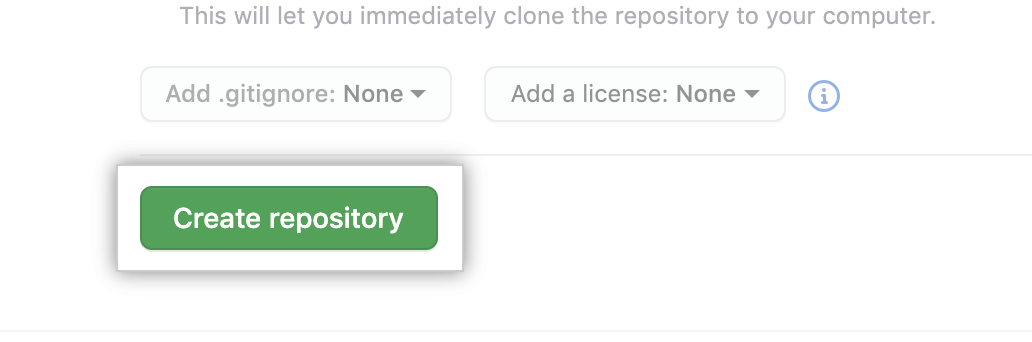 This will let you immediately clone the repository to your computer.
Add .gitignore: None Add a license: None
Create repository